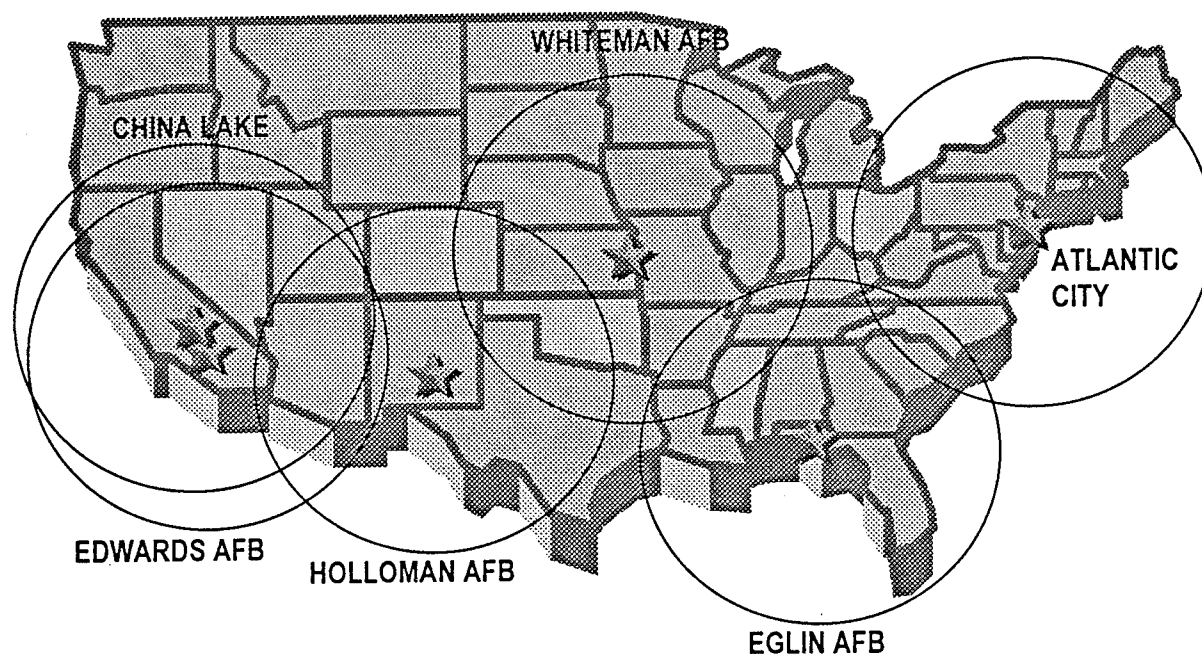 WHITEMAN AFB
CHINA LAKE
ATLANTIC
CITY
EDWARDS AFB
HOLLOMAN AFB
EGLIN AFB